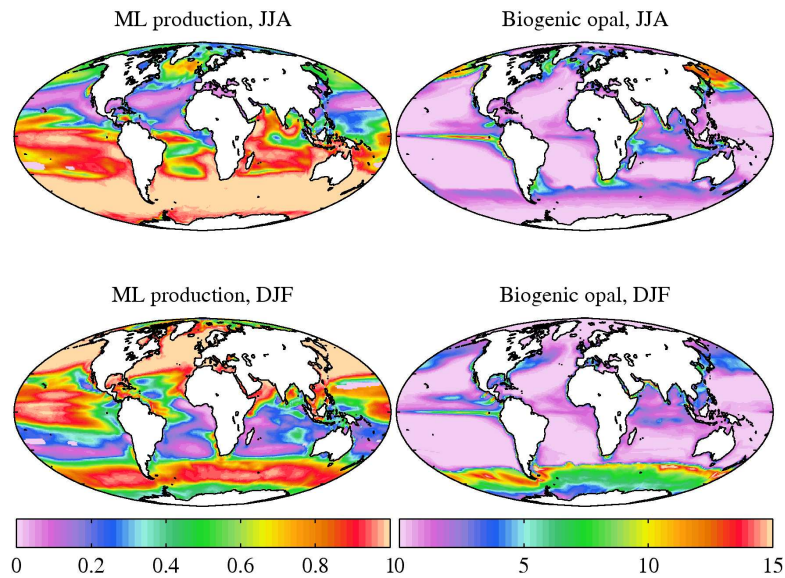 ML production, JJA
Biogenic opal, JJA
ML production, DJF
Biogenic opal, DJF
0 0.2 0.4 0.6 0.8 1
0 5 10 15